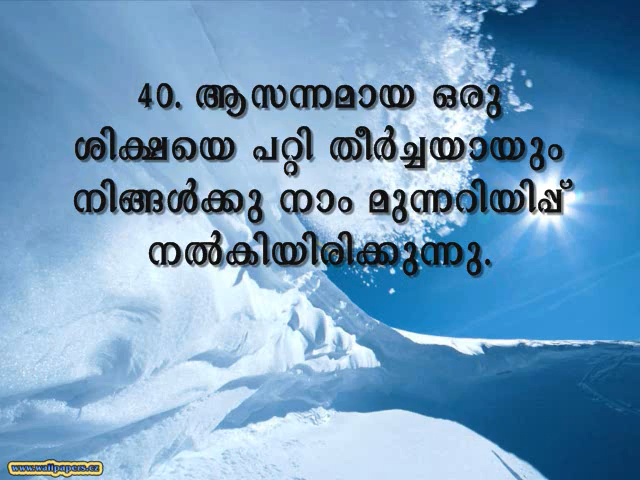 40. ആസന്നമായ ഒരു
ശിക്ഷയെ പറ്റി തീർച്ചയായും
നിങ്ങൾക്കു നാം മുന്നറിയിപ്പ്
നൽകിയിരിക്കുന്നു.
www.wallpapers.cz